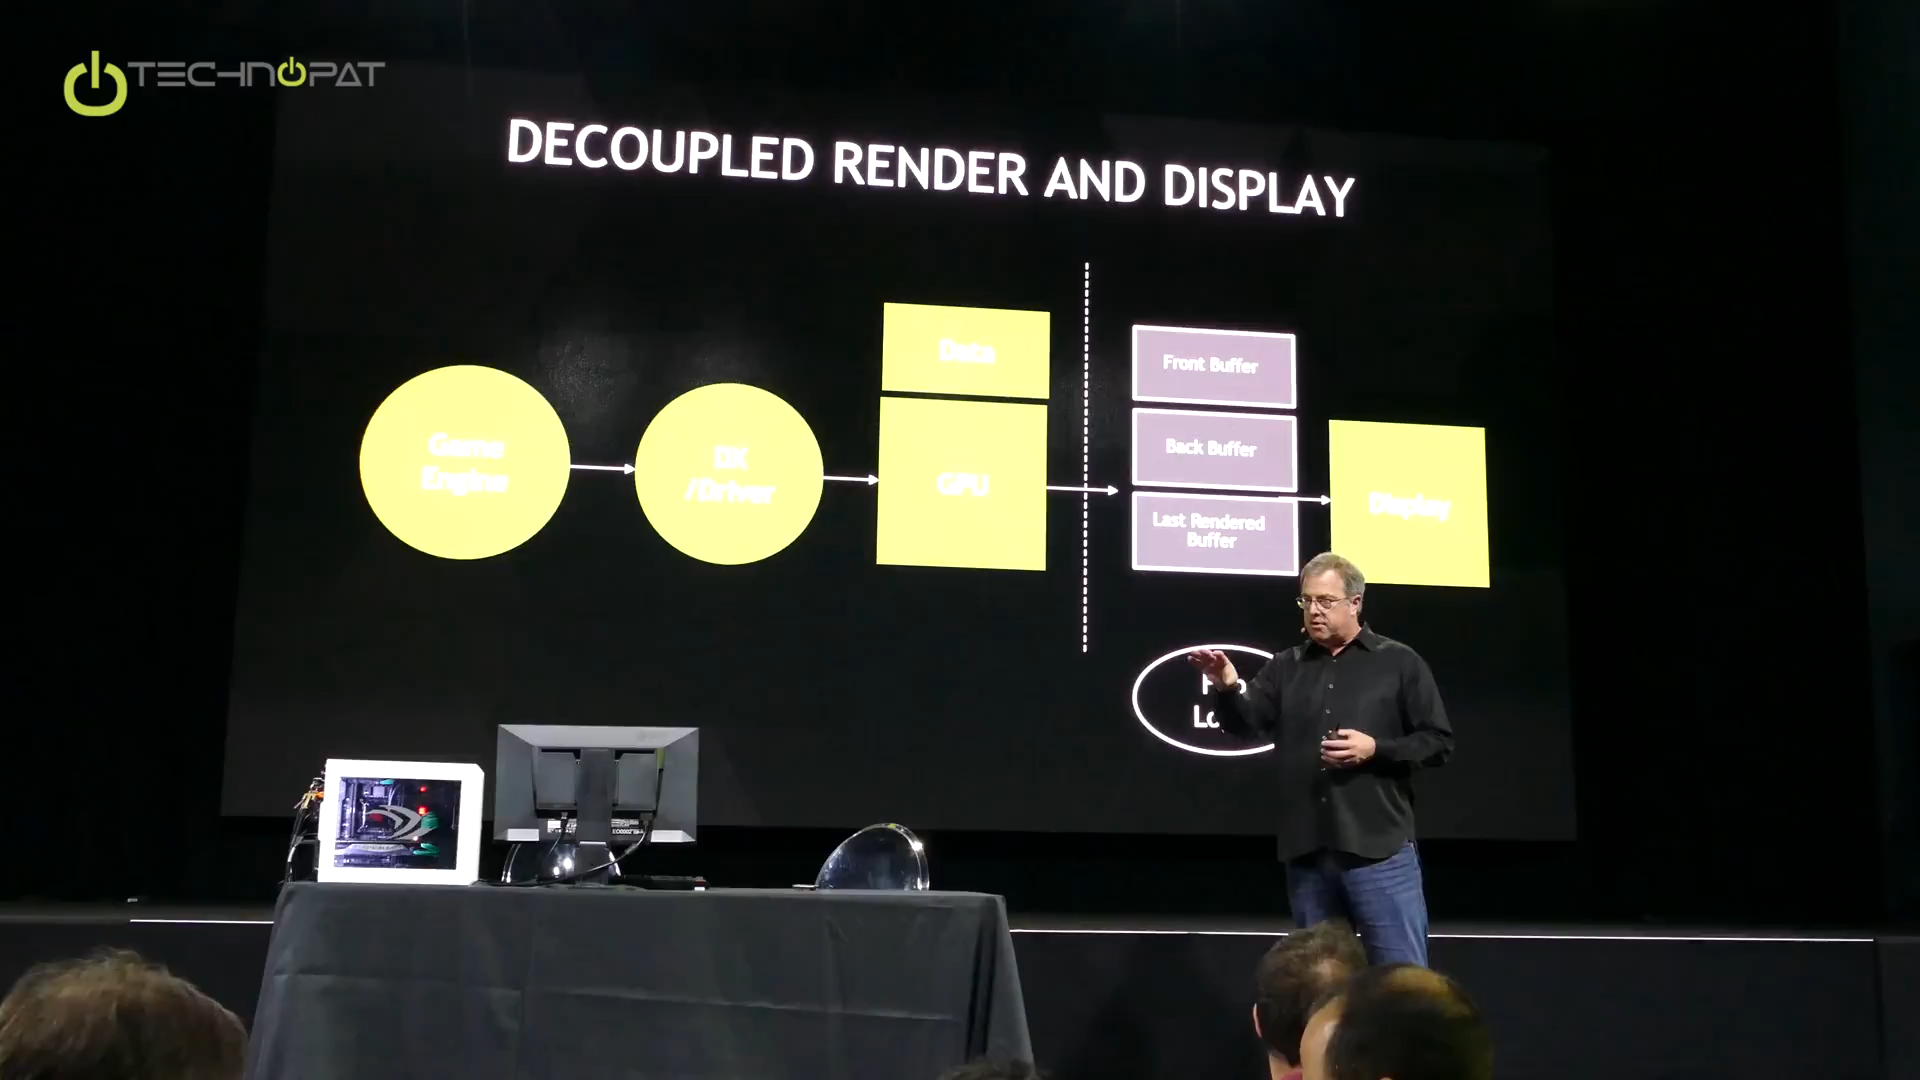 TECHNOPAT
DECOUPLED RENDER AND DISPLAY
Data
Front Buffer
Game
Engine
DX
/Driver
GPU
Back Buffer
Last Rendered
Buffer
Display